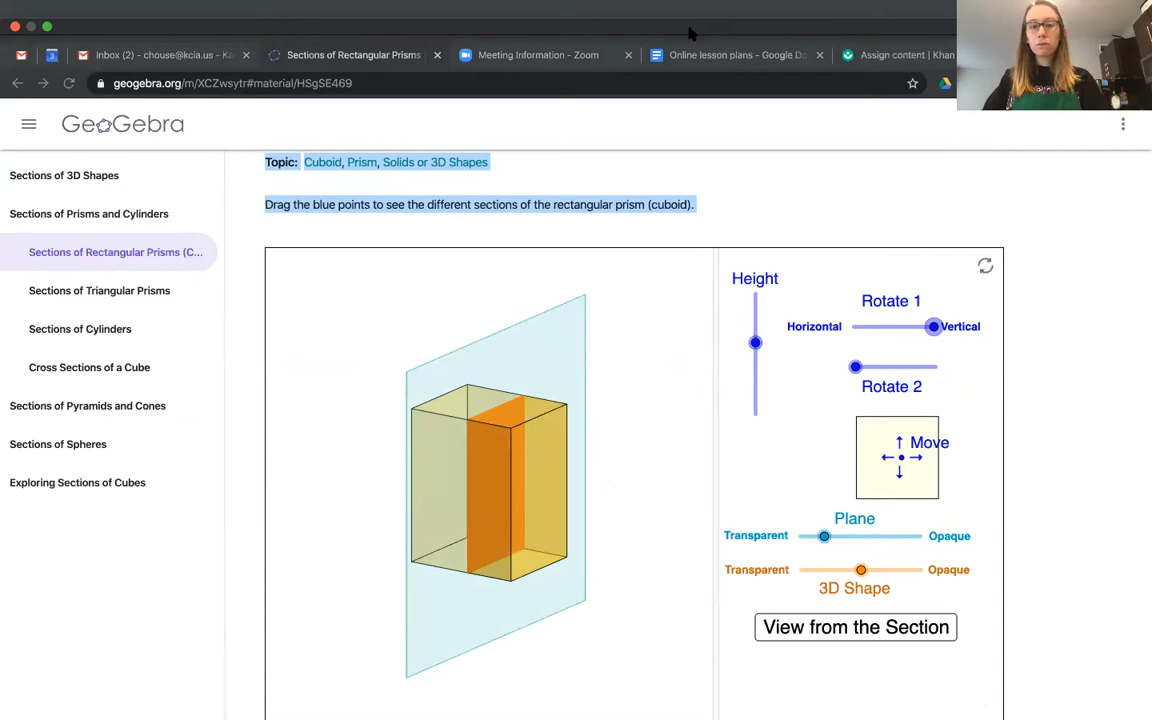 Inbox (2) - chouse@kcia.us - Ka
Sections of Rectangular Prisms
Meeting Information - Zoom
Online lesson plans - Google Do
Assign content | Khan
geogebra.org/m/XCZwsytr#material/HSgSE469
GeoGebra
Topic: Cuboid, Prism, Solids or 3D Shapes
Drag the blue points to see the different sections of the rectangular prism (cuboid).
Sections of 3D Shapes
Sections of Prisms and Cylinders
Sections of Rectangular Prisms (C...
Sections of Triangular Prisms
Sections of Cylinders
Cross Sections of a Cube
Sections of Pyramids and Cones
Sections of Spheres
Exploring Sections of Cubes
Height
Rotate 1
Horizontal
Vertical
Rotate 2
Move
Plane
Transparent
Opaque
Transparent
Opaque
3D Shape
View from the Section